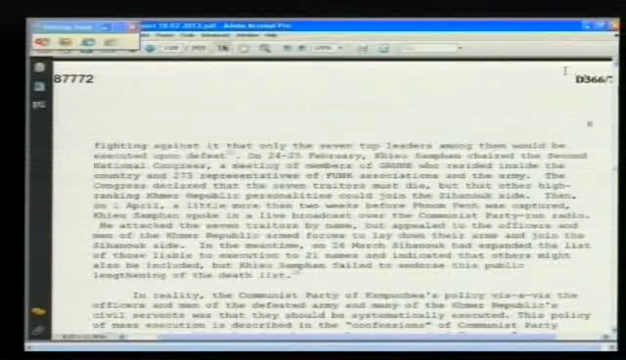 87772
D366/
8
fighting against it that only the seven top leaders among them would be
executed upon defeat. On 24-25 February, Khieu Samphan chaired the Second
National Congress, a meeting of members of GRUNK who resided inside the
country and 273 representatives of FUNK associations and the army. The
Congress declared that the seven traitors must die, but that other high-
ranking Khmer Republic personalities could join the Sihanouk side. Then,
on 1 April, a little more than two weeks before Phnom Penh was captured,
Khieu Samphan spoke in a live broadcast over the Communist Party-run radio.
He attacked the seven traitors by name, but appealed to the officers and
men of the Khmer Republic armed forces to lay down their arms and join the
Sihanouk side. In the meantime, on 26 March Sihanouk had expanded the list
of those liable to execution to 21 names and indicated that others might
also be included, but Khieu Samphan failed to endorse this public
lengthening of the death list.
In reality, the Communist Party of Kampuchea's policy vis-a-vis the
officers and men of the defeated army and many of the Khmer Republic's
civil servants was that they should be systematically executed. This policy
of mass execution is described in the "confessions" of Communist Party